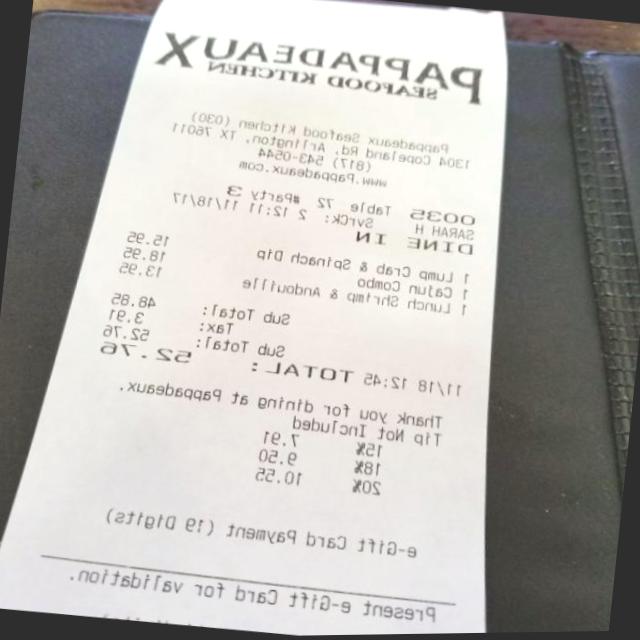 PAPPADEAUX
SEAFOOD KITCHEN
Pappadeaux Seafood Kitchen (030)
1304 Copeland Rd, Arlington, TX 76011
(817) 543-0544
www.Pappadeaux.com
0035 Table 72 #Party 3
SARAH H SvrCk: 2 12:11 11/18/17
DINE IN
1 Lump Crab & Spinach Dip 15.95
1 Cajun Combo 18.95
1 Lunch Shrimp & Andouille 13.95
Sub Total: 48.85
Tax: 3.91
Sub Total: 52.76
11/18 12:45 TOTAL: 52.76
Thank you for dining at Pappadeaux.
Tip Not Included
15% 7.91
18% 9.50
20% 10.55
e-Gift Card Payment (19 Digits)
Present e-Gift Card for validation.